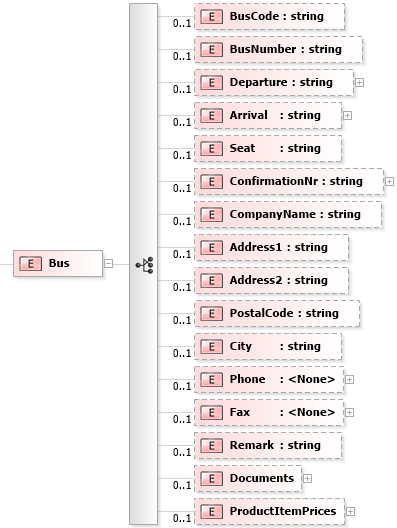 E BusCode : string
0..1
E BusNumber : string
0..1
E Departure : string
0..1
E Arrival : string
0..1
E Seat : string
0..1
E ConfirmationNr : string
0..1
E CompanyName : string
0..1
E Address1 : string
0..1
E Bus
E Address2 : string
0..1
E PostalCode : string
0..1
E City : string
0..1
E Phone : <None>
0..1
E Fax : <None>
0..1
E Remark : string
0..1
E Documents
0..1
E ProductItemPrices
0..1